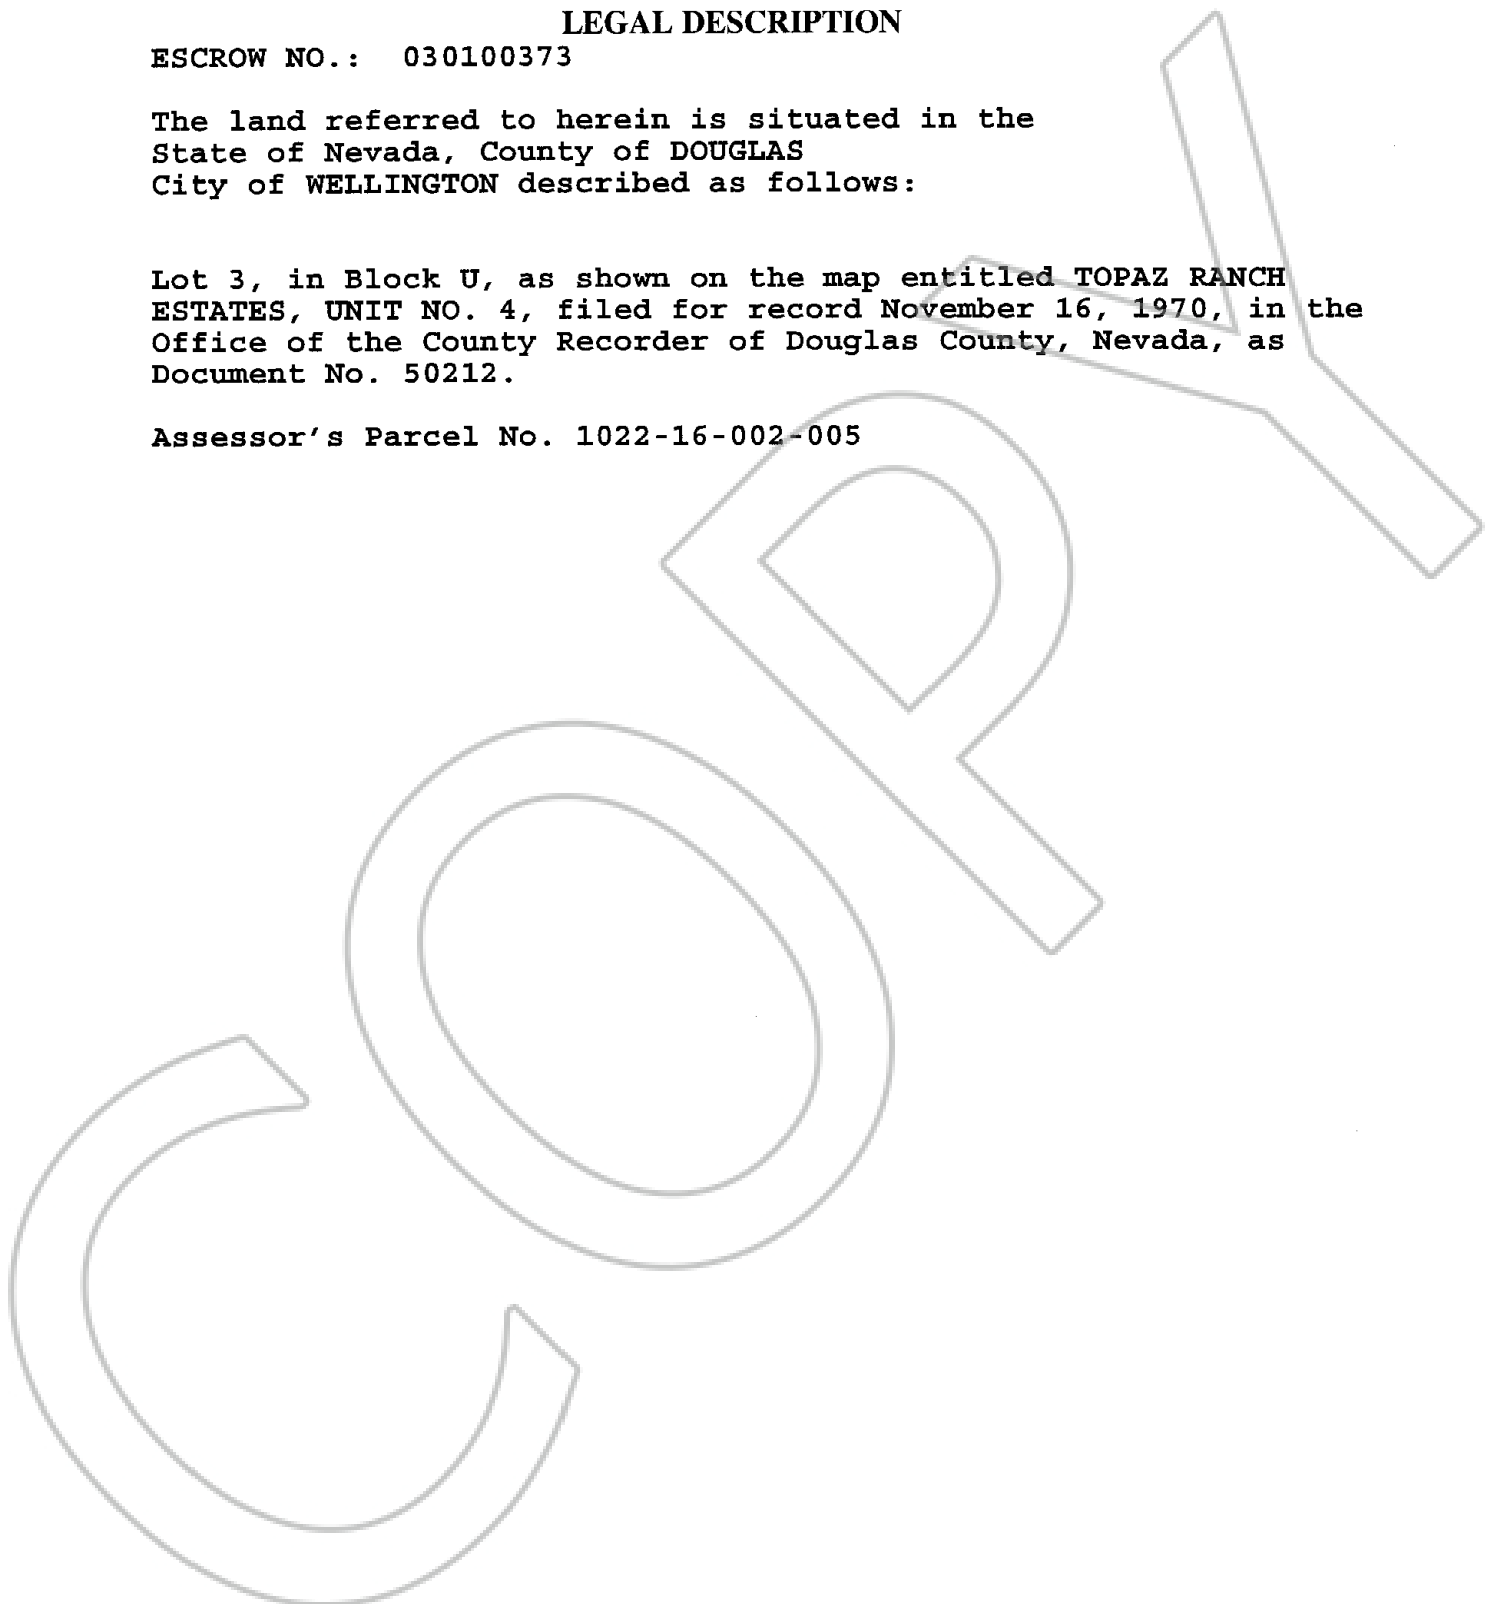 LEGAL DESCRIPTION
ESCROW NO.: 030100373
The land referred to herein is situated in the
State of Nevada, County of DOUGLAS
City of WELLINGTON described as follows:
Lot 3, in Block U, as shown on the map entitled TOPAZ RANCH
ESTATES, UNIT NO. 4, filed for record November 16, 1970, in the
Office of the County Recorder of Douglas County, Nevada, as
Document No. 50212.
Assessor's Parcel No. 1022-16-002-005
COPY